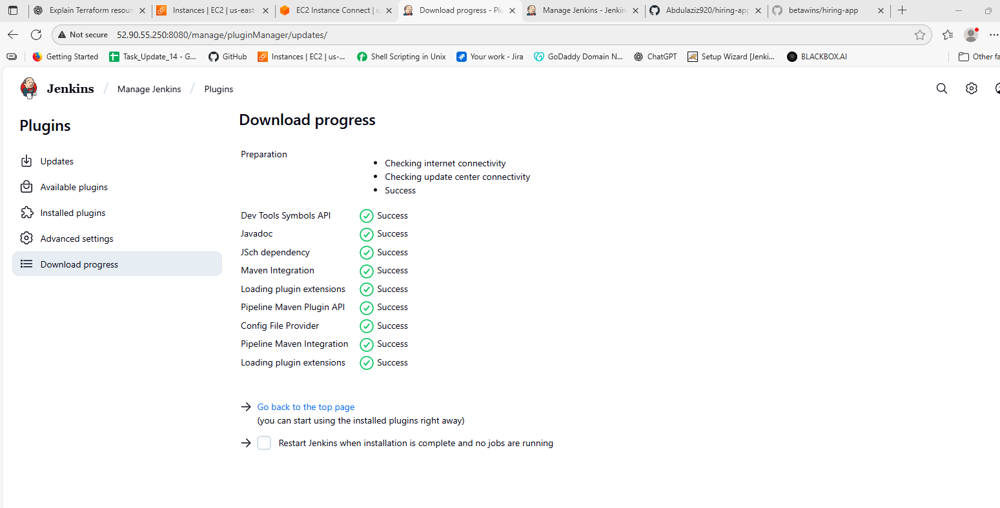 Explain Terraform resour
Instances | EC2 | us-east-
EC2 Instance Connect | u
Download progress - Plu
Manage Jenkins - Jenkin
Abdulaziz920/hiring-app
betawins/hiring-app
Not secure 52.90.55.250:8080/manage/pluginManager/updates/
Getting Started
Task_Update_14 - G...
GitHub
Instances | EC2 | us-...
Shell Scripting in Unix
Your work - Jira
GoDaddy Domain N...
ChatGPT
Setup Wizard [Jenki...
BLACKBOX.AI
Other fa
Jenkins / Manage Jenkins / Plugins
Plugins
Updates
Available plugins
Installed plugins
Advanced settings
Download progress
Download progress
Preparation
• Checking internet connectivity
• Checking update center connectivity
• Success
Dev Tools Symbols API Success
Javadoc Success
JSch dependency Success
Maven Integration Success
Loading plugin extensions Success
Pipeline Maven Plugin API Success
Config File Provider Success
Pipeline Maven Integration Success
Loading plugin extensions Success
→ Go back to the top page
(you can start using the installed plugins right away)
→ Restart Jenkins when installation is complete and no jobs are running